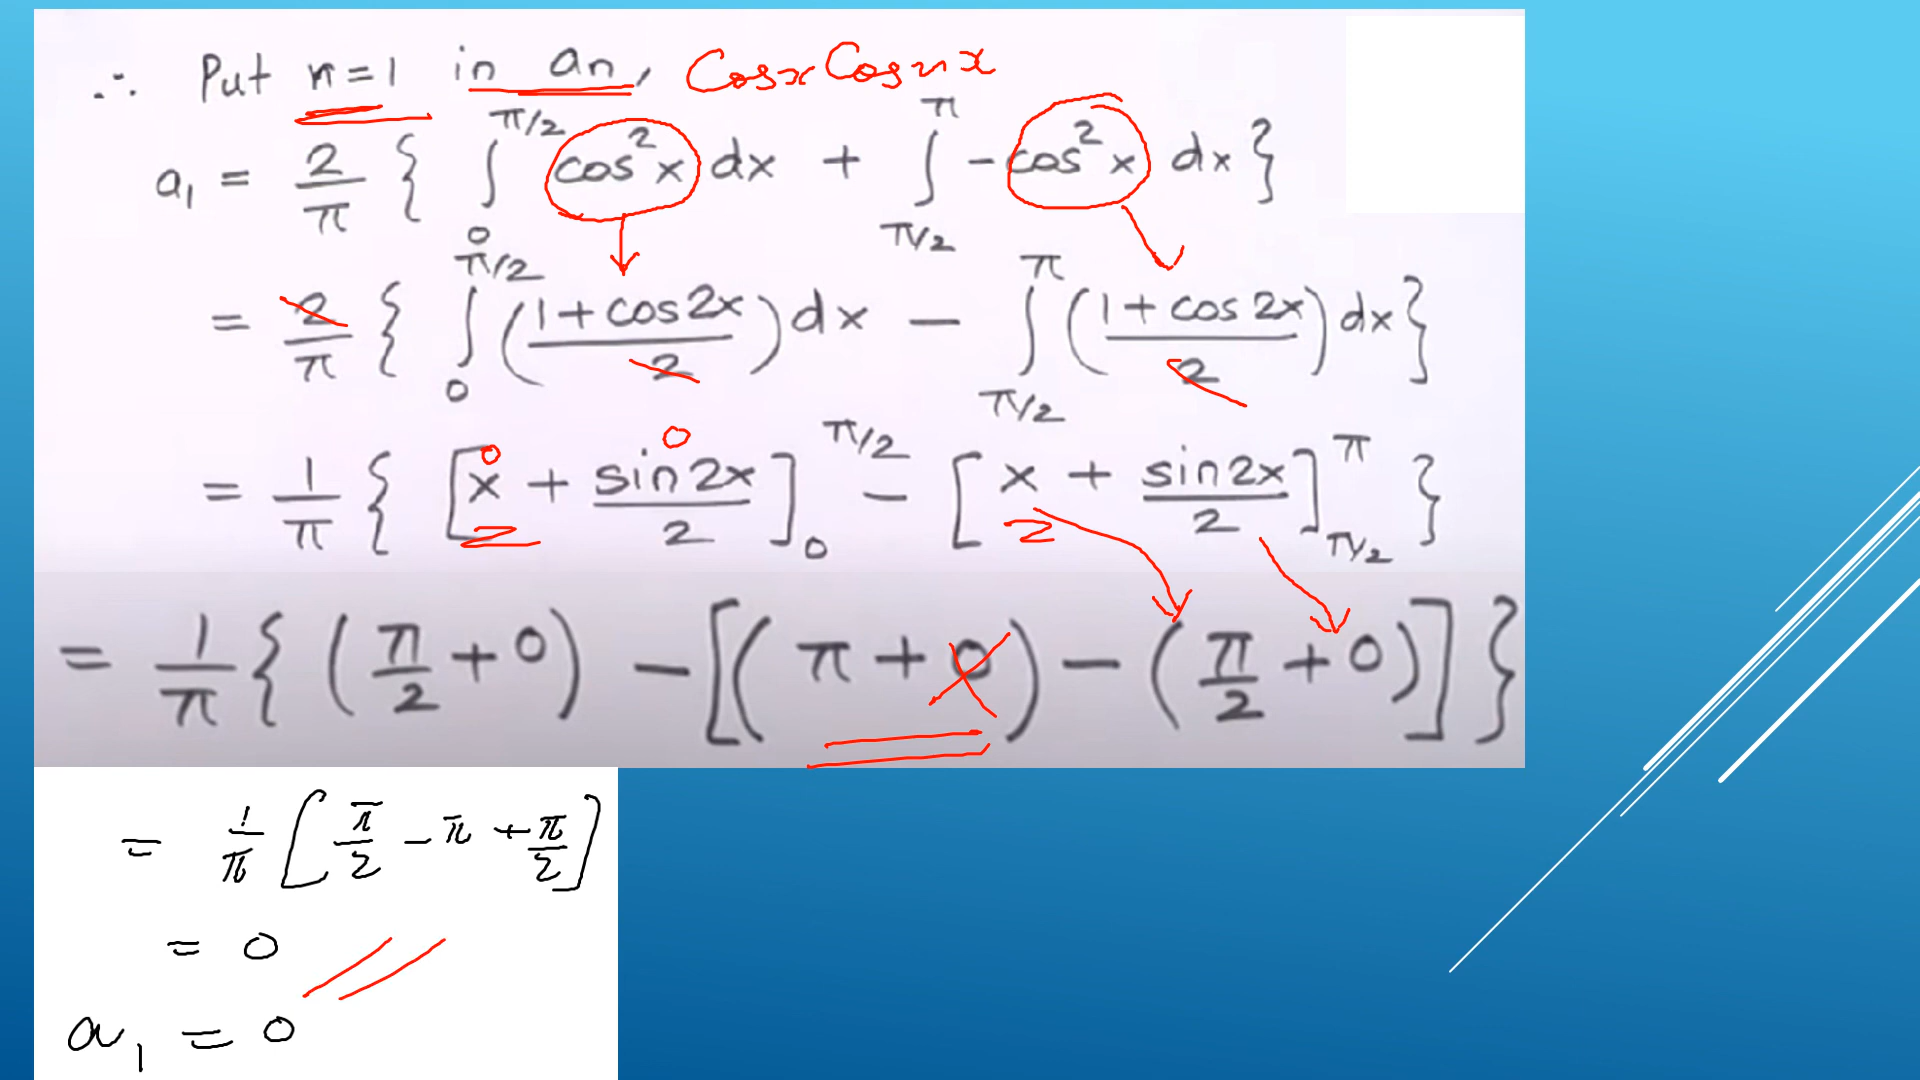 ∴ Put n=1 in an, Cosx Cosnx
a₁ = 2/π { ∫₀^(π/2) cos²x dx + ∫_(π/2)^π -cos²x dx }
= 2/π { ∫₀^(π/2) (1+cos2x / 2) dx − ∫_(π/2)^π (1+cos2x / 2) dx }
= 1/π { [x + sin2x/2]₀^(π/2) − [x + sin2x/2]_(π/2)^π } 0 0
= 1/π { (π/2 + 0) − [(π + 0) − (π/2 + 0)] }
= 1/π [π/2 − π + π/2]
= 0
a₁ = 0